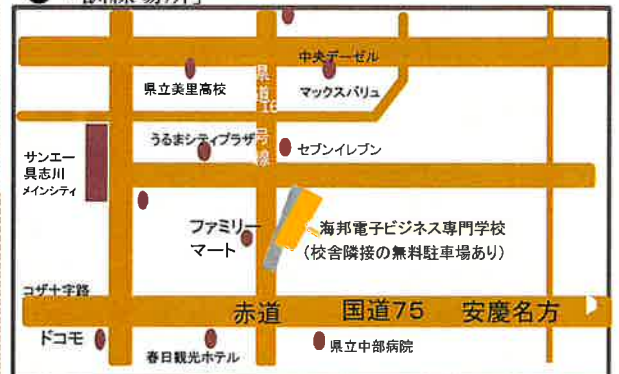 中央デーゼル
県立美里高校
マックスバリュ
県道16号線
うるまシティプラザ
セブンイレブン
サンエー
具志川
メインシティ
ファミリー
マート
海邦電子ビジネス専門学校
(校舎隣接の無料駐車場あり)
コザ十字路
赤道 国道75 安慶名方
ドコモ
春日観光ホテル
県立中部病院